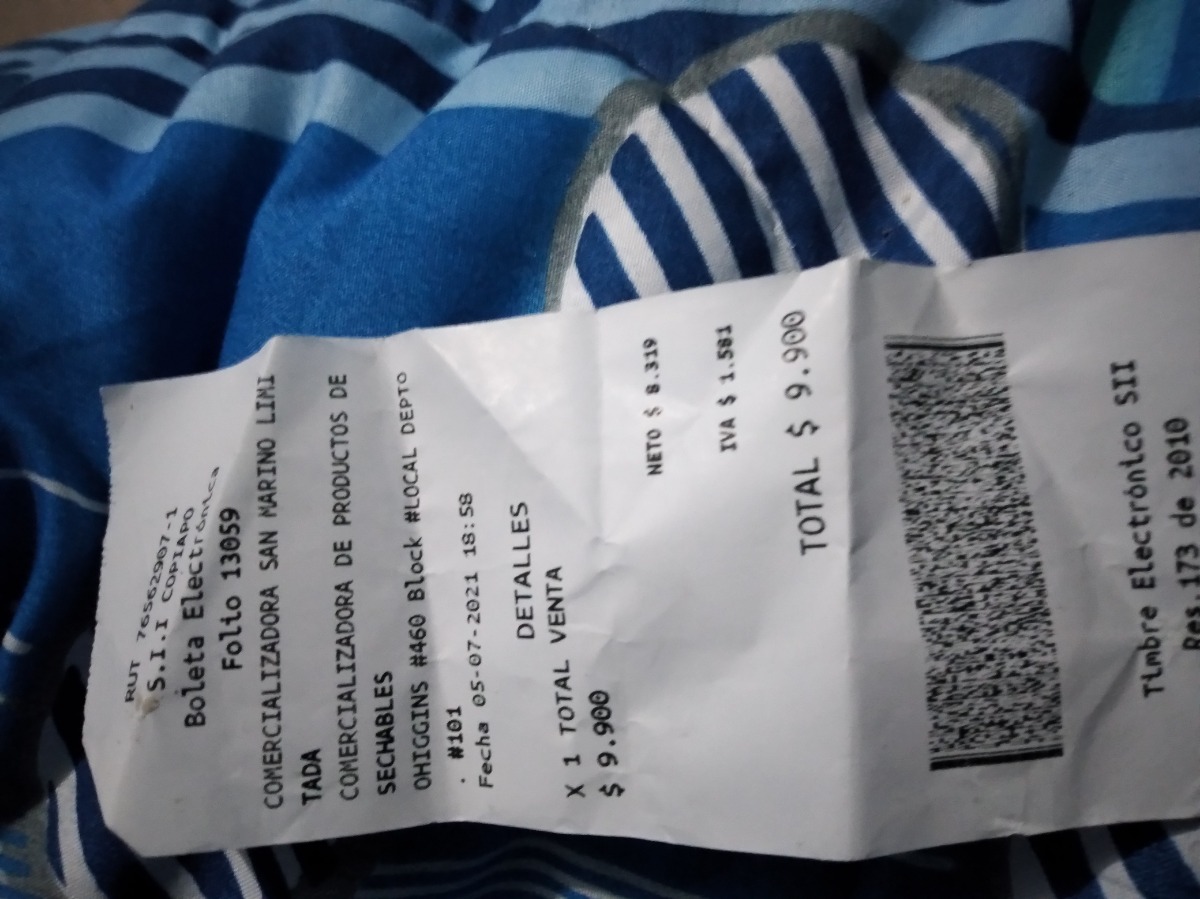 RUT 76562907-1
S.I.I COPIAPO
Boleta Electrónica
Folio 13059
COMERCIALIZADORA SAN MARINO LIMI
TADA
COMERCIALIZADORA DE PRODUCTOS DE
SECHABLES
OHIGGINS #460 Block #LOCAL DEPTO
. #101
Fecha 05-07-2021 18:58
DETALLES
X 1 TOTAL VENTA
$ 9.900
NETO $ 8.319
IVA $ 1.581
TOTAL $ 9.900
Timbre Electrónico SII
Res.173 de 2010